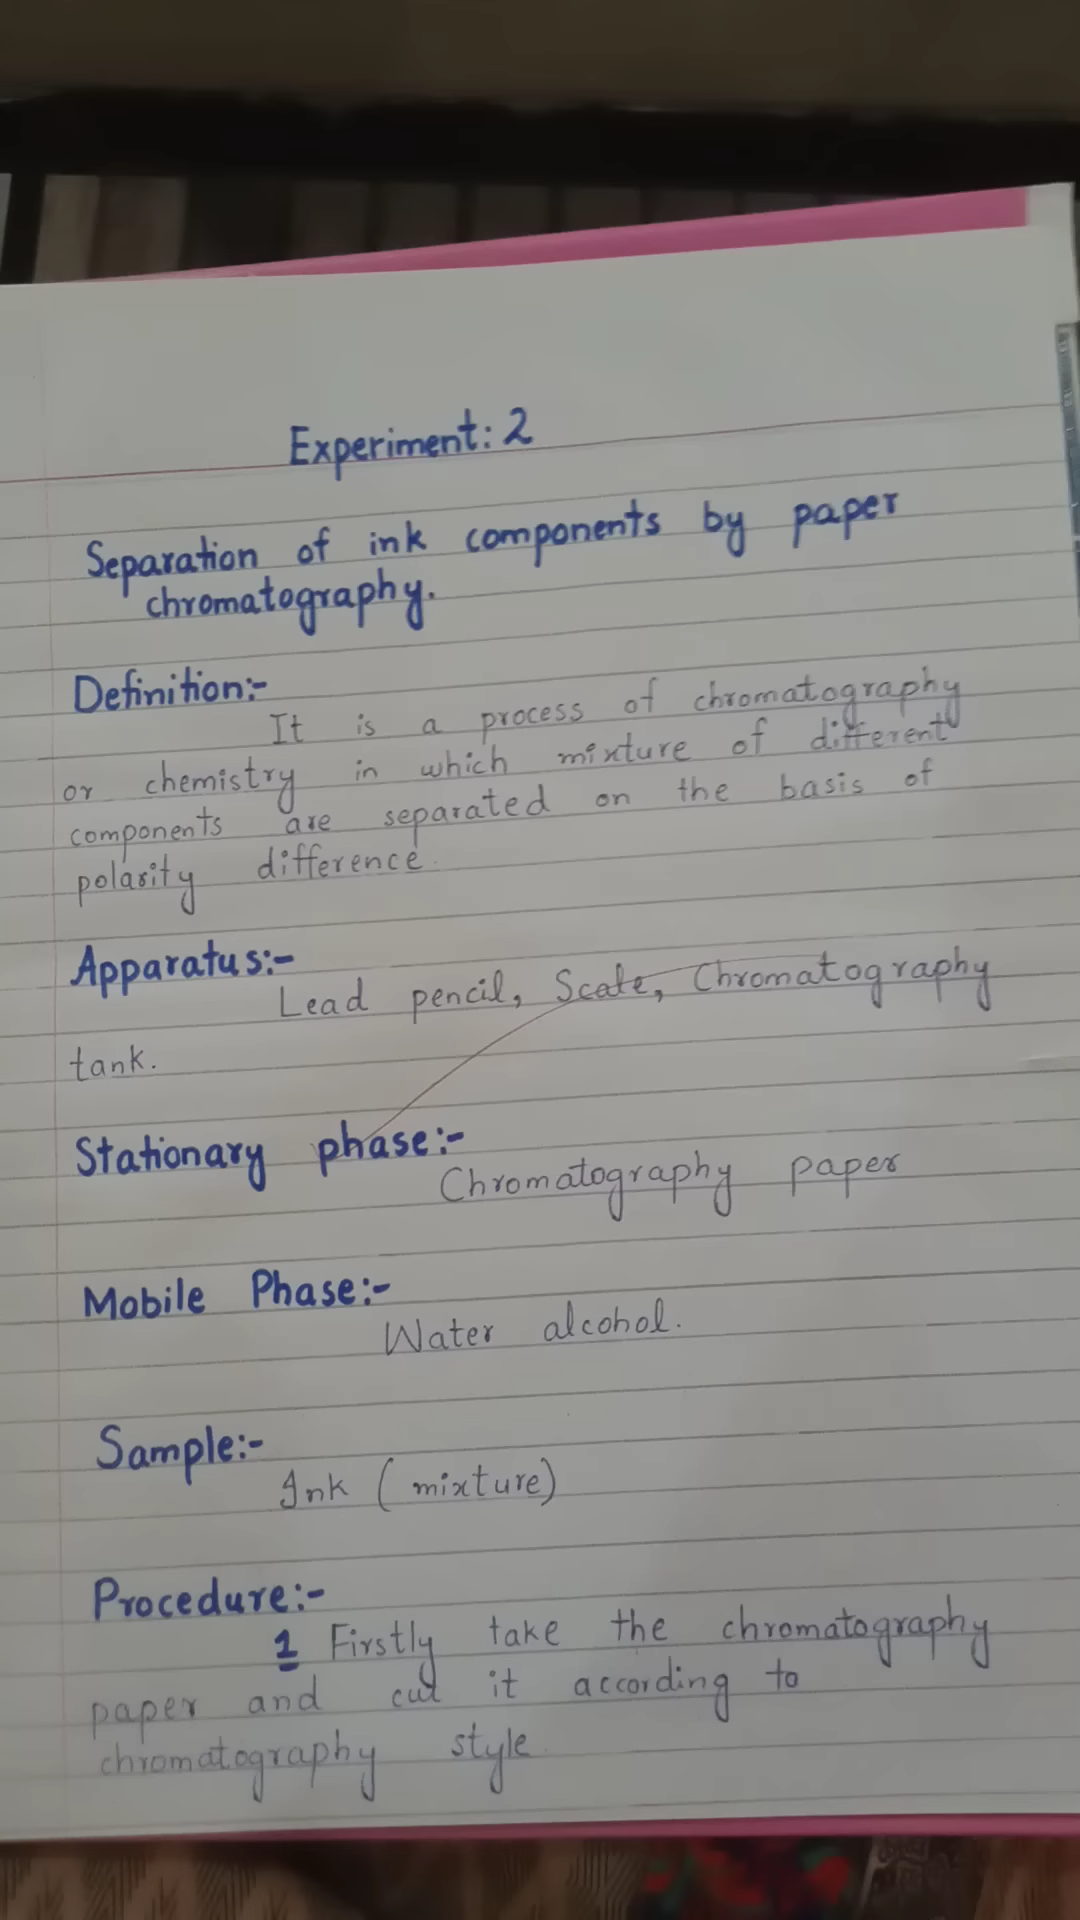 Experiment: 2
Separation of ink components by paper
chromatography.
Definition:-
It is a process of chromatography
or chemistry in which mixture of different
components are separated on the basis of
polarity difference.
Apparatus:-
Lead pencil, Scale, Chromatography
tank.
Stationary phase:-
Chromatography paper
Mobile Phase:-
Water alcohol.
Sample:-
Ink (mixture)
Procedure:-
1 Firstly take the chromatography
paper and cut it according to
chromatography style